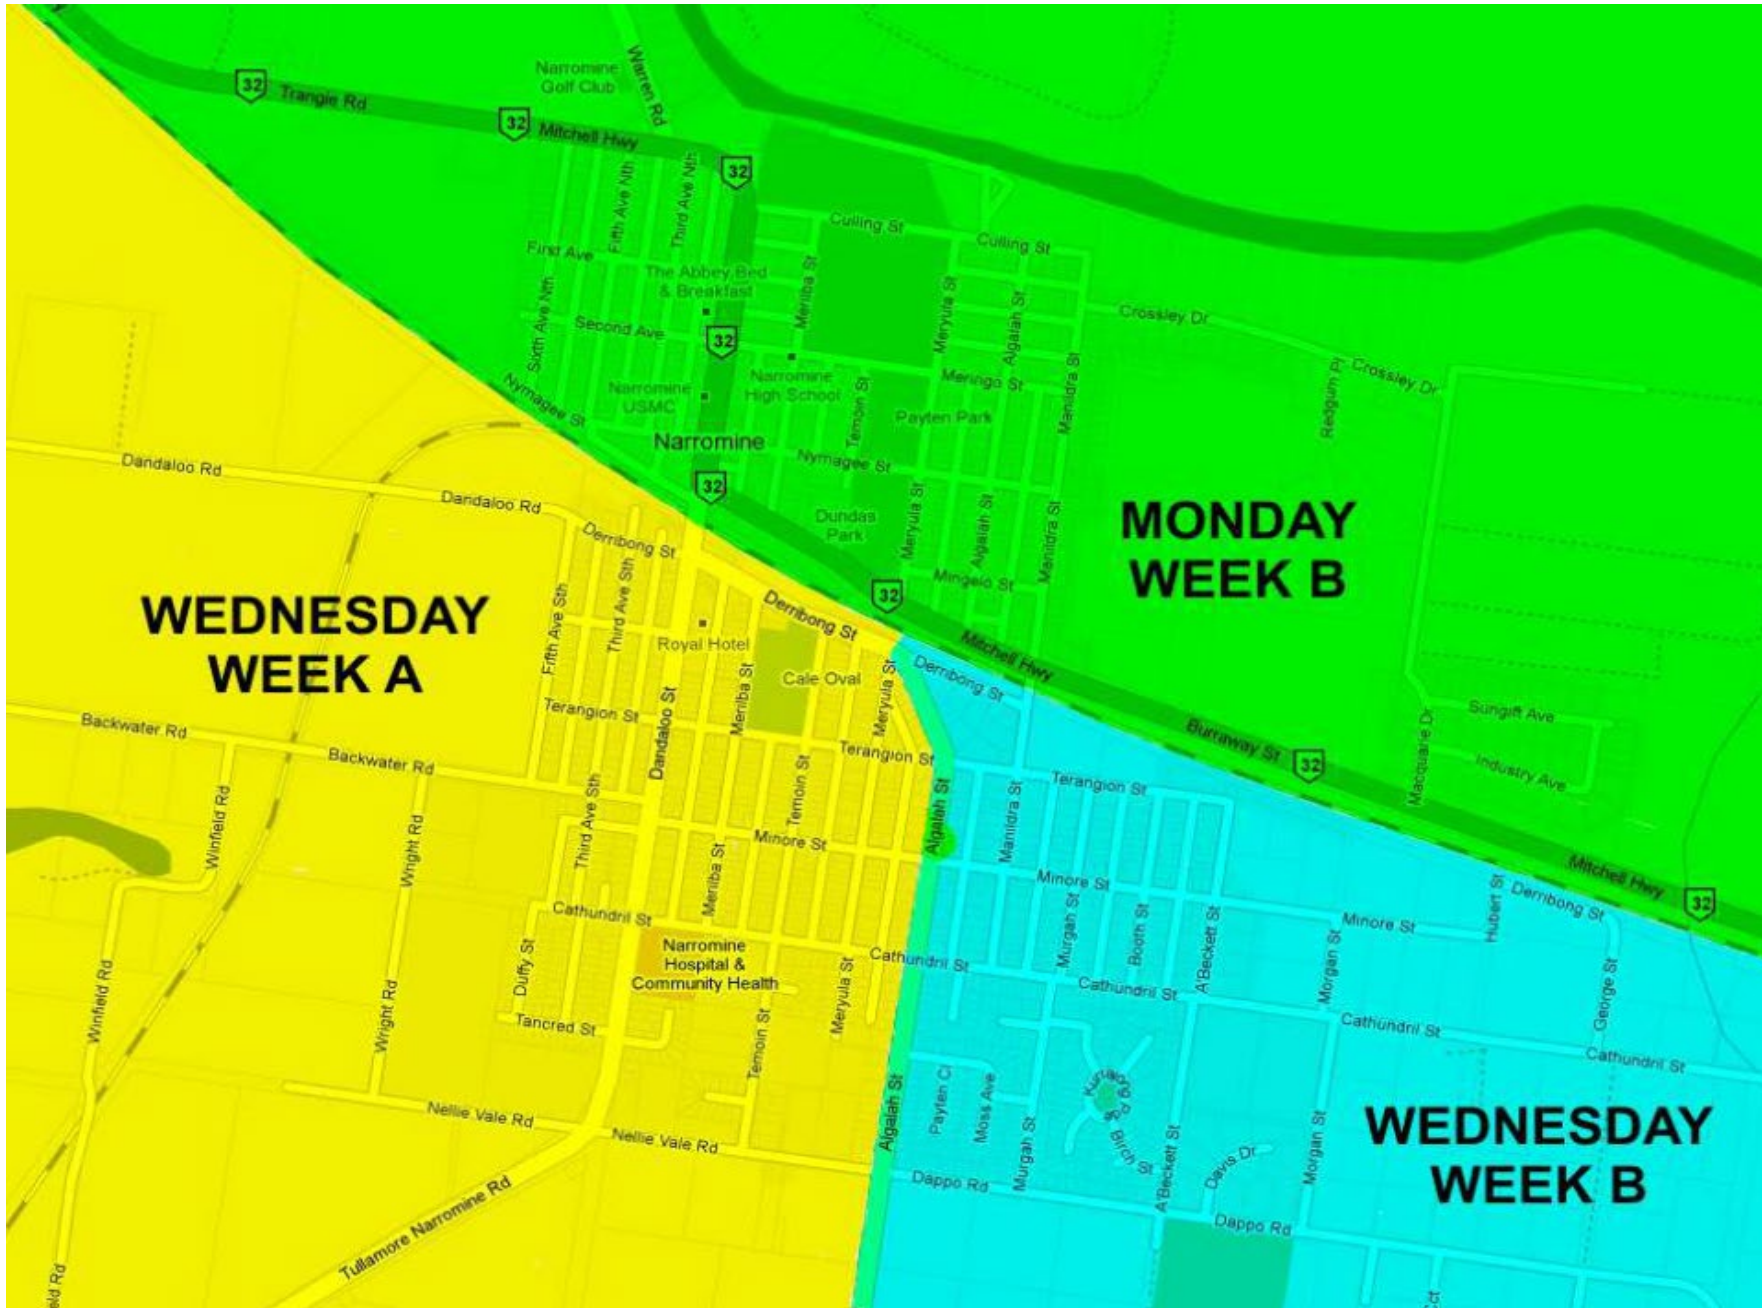 32
Trangie Rd
Narromine
Golf Club
Warren Rd
32
Mitchell Hwy
32
Fifth Ave Nth
Third Ave Nth
Culling St
Culling St
First Ave
The Abbey Bed
& Breakfast
Merilba St
Meryula St
Algalah St
Crossley Dr
Sixth Ave Nth
Second Ave
32
Narromine
High School
Meringo St
Manildra St
Redgum Pl
Crossley Dr
Nymagee St
Narromine
USMC
Temoin St
Payten Park
Narromine
Nymagee St
Dandaloo Rd
Dandaloo Rd
32
Dundas
Park
Meryula St
Algalah St
Manildra St
MONDAY
WEEK B
Derribong St
Mingelo St
WEDNESDAY
WEEK A
Fifth Ave Sth
Third Ave Sth
Royal Hotel
Derribong St
32
Mitchell Hwy
Cale Oval
Derribong St
Merilba St
Meryula St
Terangion St
Dandaloo St
Backwater Rd
Backwater Rd
Terangion St
Terangion St
Burraway St
32
Sungift Ave
Industry Ave
Macquarie Dr
Winfield Rd
Wright Rd
Third Ave Sth
Temoin St
Minore St
Algalah St
Manildra St
Merilba St
Minore St
Mitchell Hwy
32
Derribong St
Hubert St
Minore St
Cathundril St
Murgah St
Booth St
A'Beckett St
Morgan St
George St
Narromine
Hospital &
Community Health
Duffy St
Cathundril St
Cathundril St
Cathundril St
Cathundril St
Winfield Rd
Wright Rd
Tancred St
Temoin St
Meryula St
Nellie Vale Rd
Nellie Vale Rd
Algalah St
Payten Cl
Moss Ave
Murgah St
Birch St
A'Beckett St
Davis Dr
Morgan St
WEDNESDAY
WEEK B
Dappo Rd
Dappo Rd
Tullamore Narromine Rd